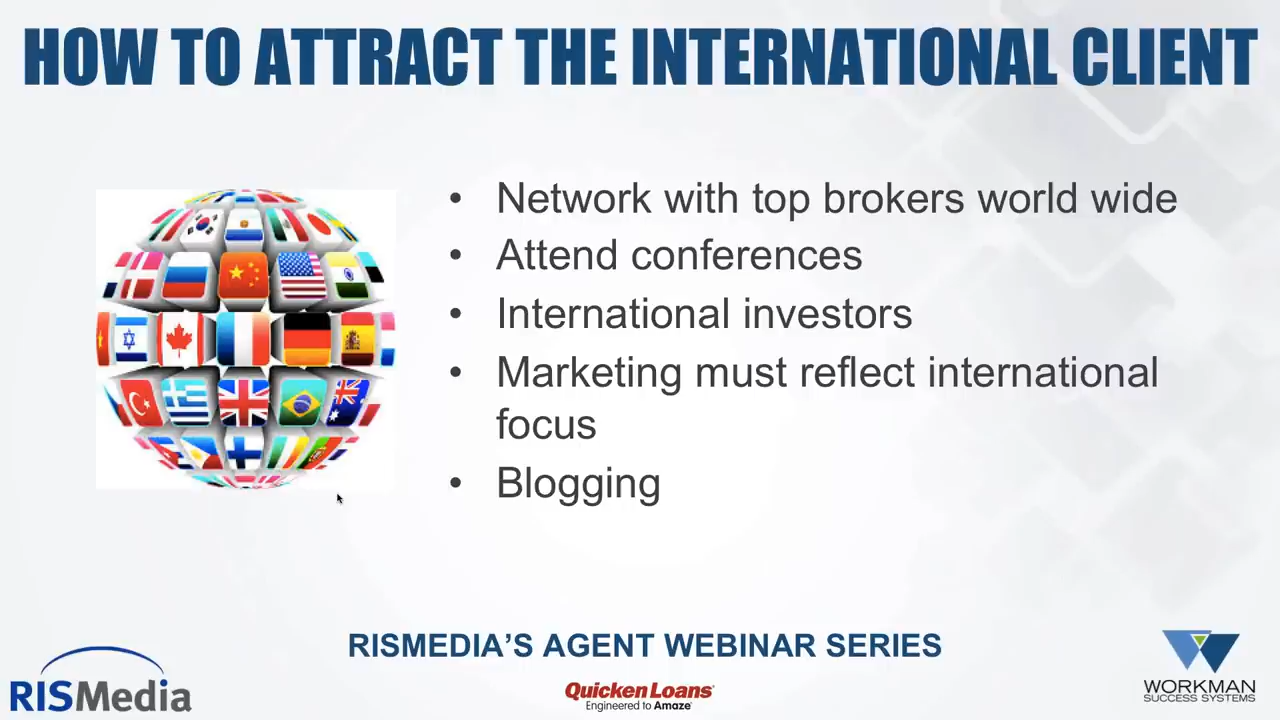 HOW TO ATTRACT THE INTERNATIONAL CLIENT
• Network with top brokers world wide
• Attend conferences
• International investors
• Marketing must reflect international
focus
• Blogging
RISMEDIA’S AGENT WEBINAR SERIES
RISMedia
Quicken Loans
Engineered to Amaze
WORKMAN
SUCCESS SYSTEMS